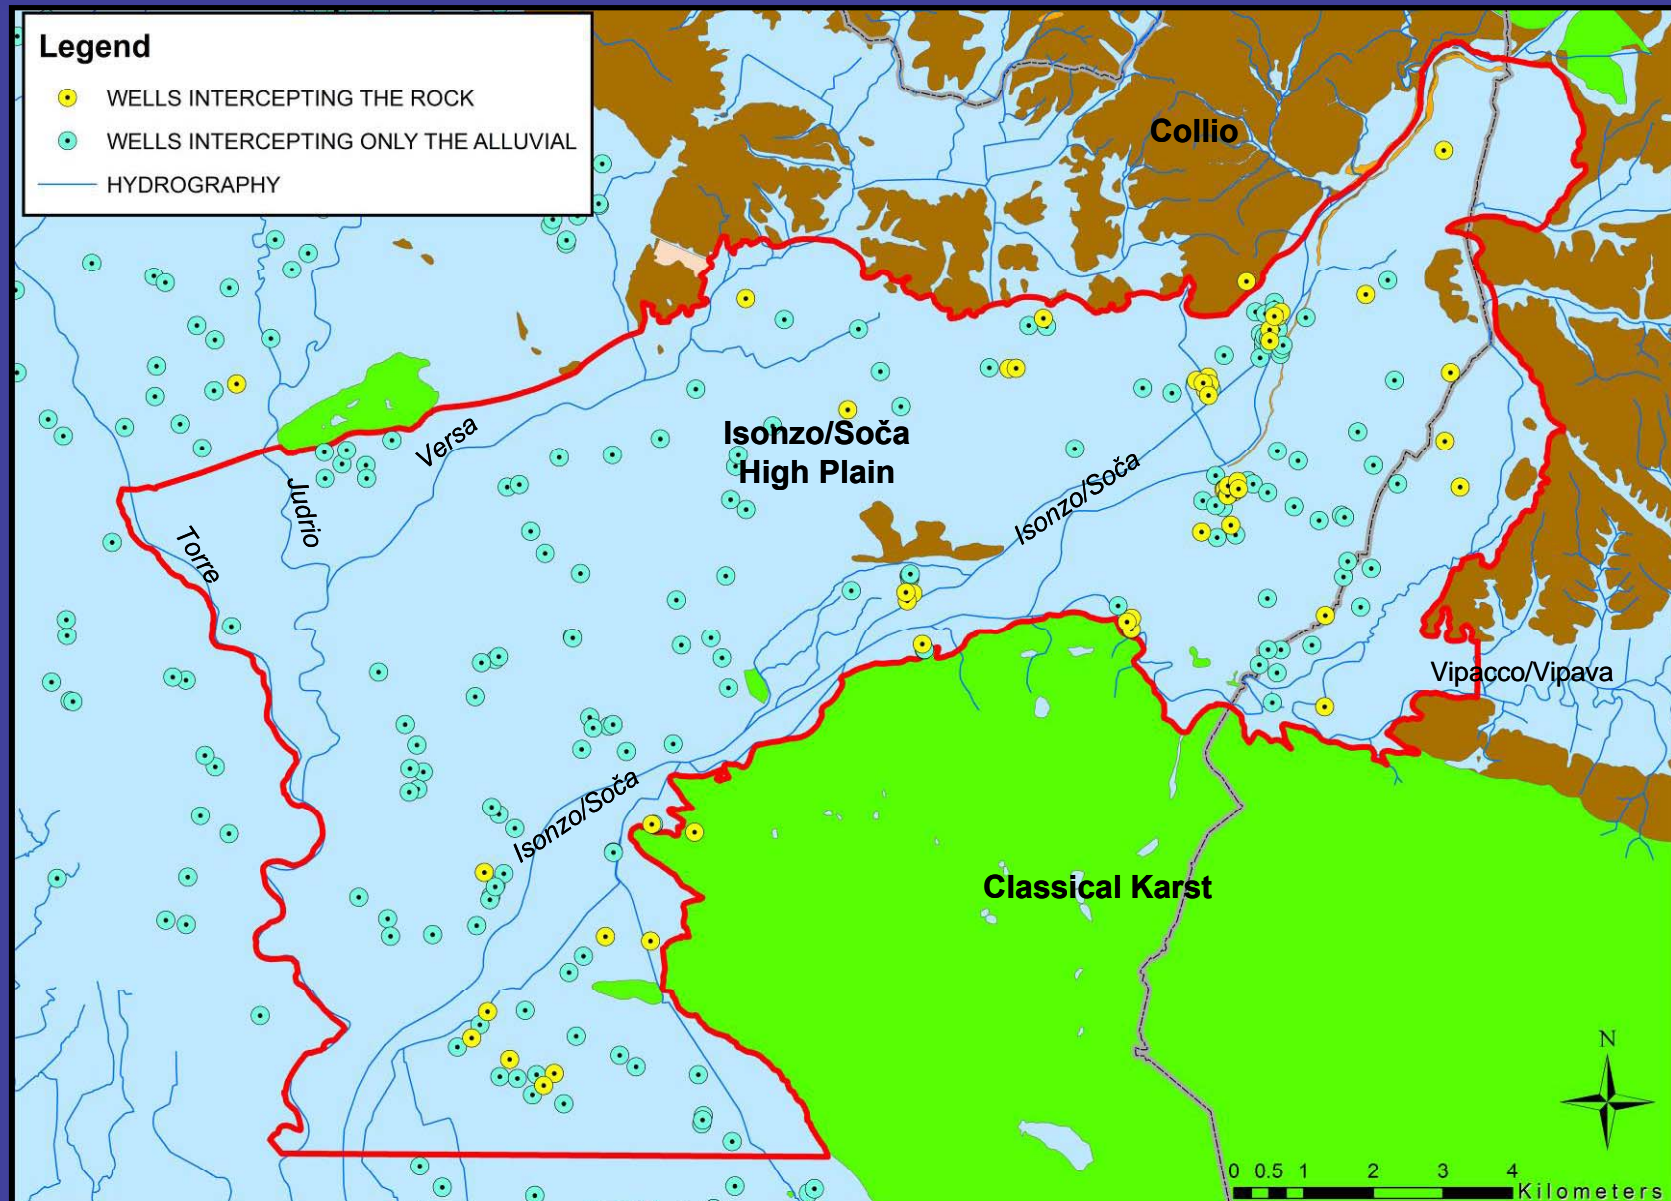 Legend
WELLS INTERCEPTING THE ROCK
WELLS INTERCEPTING ONLY THE ALLUVIAL
HYDROGRAPHY
Collio
Versa
Isonzo/Soča
High Plain
Judrio
Torre
Isonzo/Soča
Vipacco/Vipava
Isonzo/Soča
Classical Karst
N
0 0.5 1 2 3 4
Kilometers